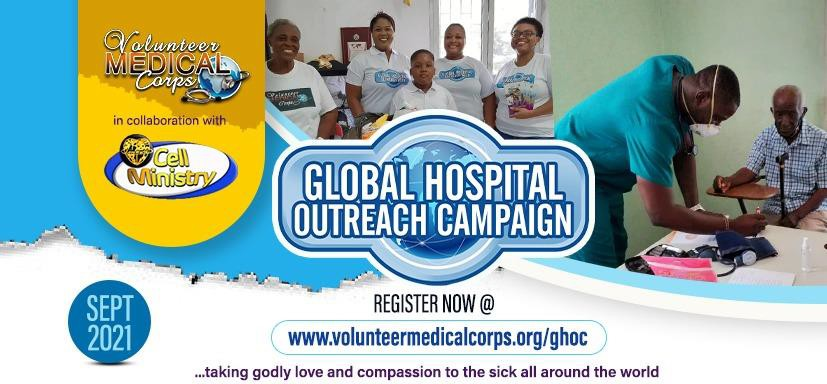 Volunteer
MEDICAL
Corps
in collaboration with
Cell
Ministry
GLOBAL HOSPITAL
OUTREACH CAMPAIGN
SEPT
2021
REGISTER NOW @
www.volunteermedicalcorps.org/ghoc
...taking godly love and compassion to the sick all around the world